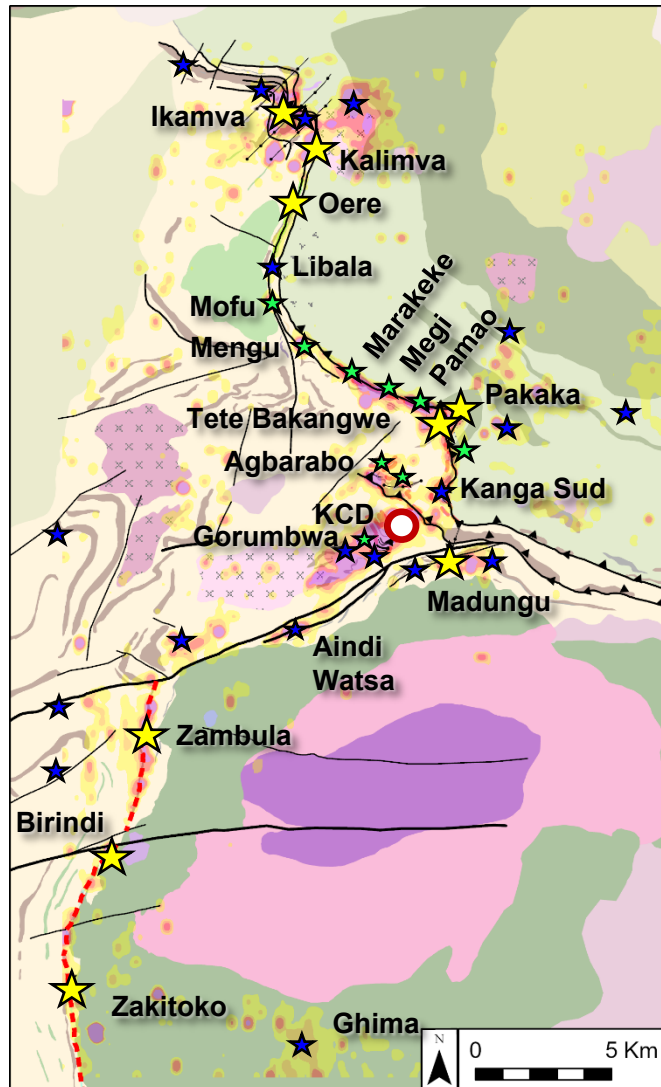 Ikamva
Kalimva
Oere
Libala
Mofu
Marakeke
Megi
Pamao
Mengu
Pakaka
Tete Bakangwe
Agbarabo
Kanga Sud
KCD
Gorumbwa
Madungu
Aindi
Watsa
Zambula
Birindi
Zakitoko
Ghima
N
0 5 Km